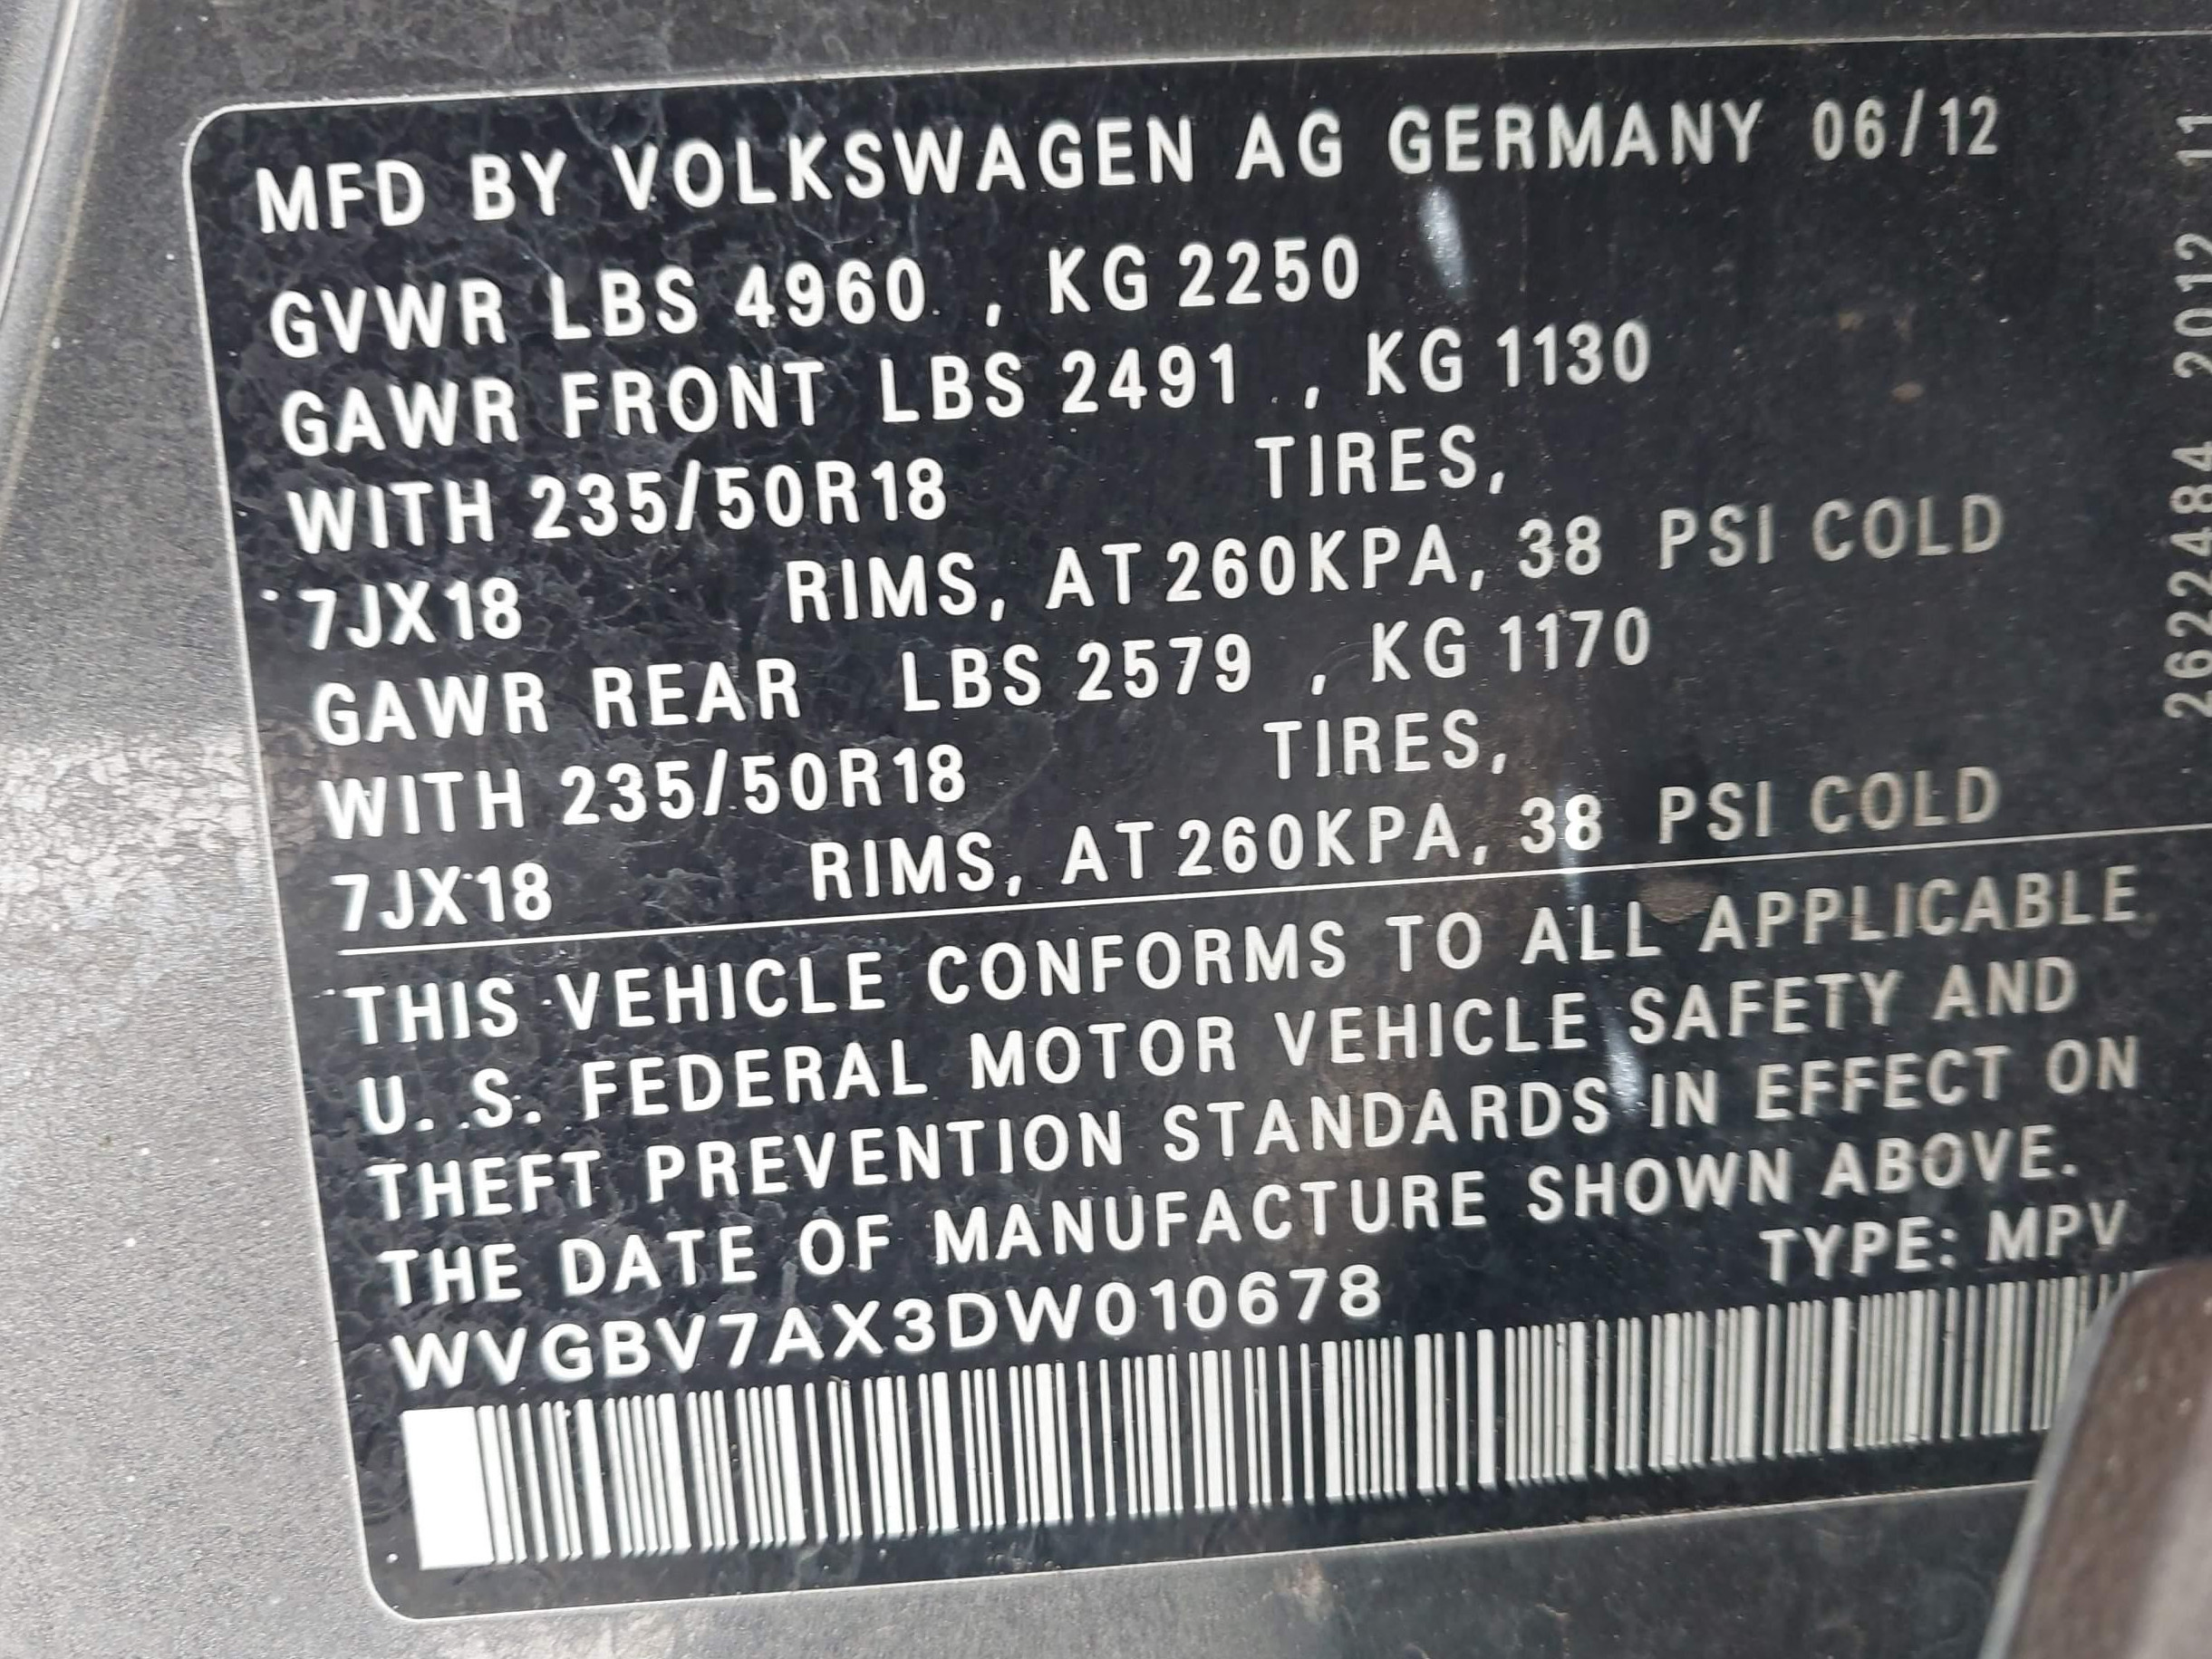 MFD BY VOLKSWAGEN AG GERMANY 06/12
GVWR LBS 4960 , KG 2250
GAWR FRONT LBS 2491 , KG 1130
WITH 235/50R18 TIRES,
7JX18 RIMS, AT 260KPA, 38 PSI COLD
GAWR REAR LBS 2579 , KG 1170
WITH 235/50R18 TIRES,
7JX18 RIMS, AT 260KPA, 38 PSI COLD
THIS VEHICLE CONFORMS TO ALL APPLICABLE
U. S. FEDERAL MOTOR VEHICLE SAFETY AND
THEFT PREVENTION STANDARDS IN EFFECT ON
THE DATE OF MANUFACTURE SHOWN ABOVE.
WVGBV7AX3DW010678 TYPE: MPV
2622484 2012 11